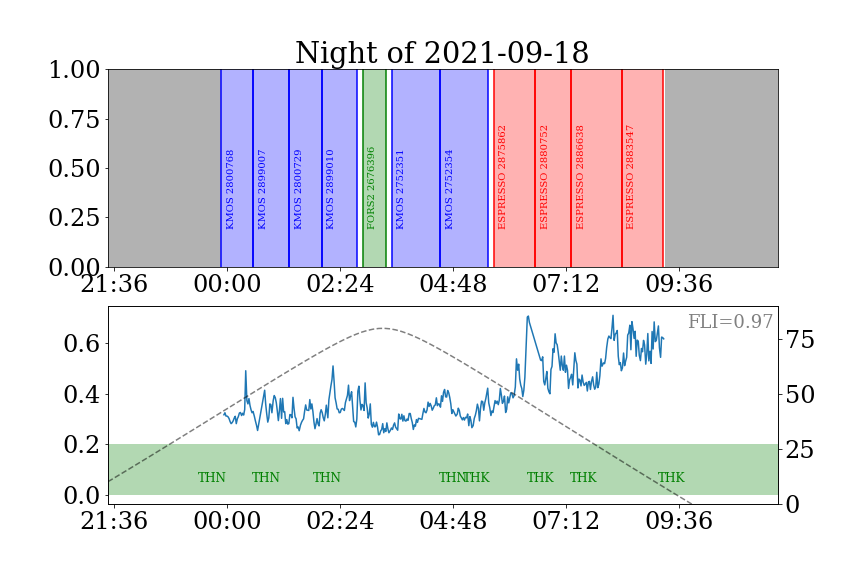 Night of 2021-09-18
1.00
0.75
0.50
0.25
0.00
KMOS 2800768
KMOS 2899007
KMOS 2800729
KMOS 2899010
FORS2 2676396
KMOS 2752351
KMOS 2752354
ESPRESSO 2875862
ESPRESSO 2880752
ESPRESSO 2886638
ESPRESSO 2883547
21:36 00:00 02:24 04:48 07:12 09:36
FLI=0.97
0.6
0.4
0.2
0.0
75
50
25
0
THN THN THN THN THK THK THK THK
21:36 00:00 02:24 04:48 07:12 09:36